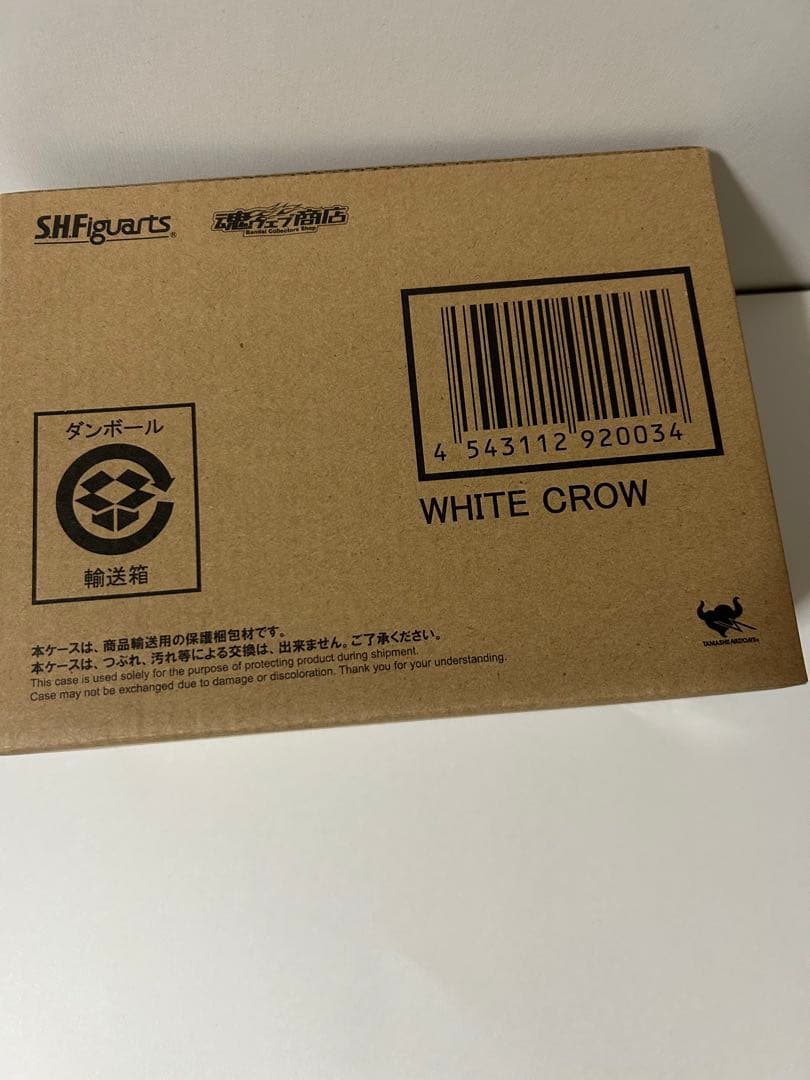 S.H.Figuarts®
魂ウェブ商店
Bandai Collectors Shop
4 543112 920034
WHITE CROW
ダンボール
輸送箱
本ケースは、商品輸送用の保護梱包材です。
本ケースは、つぶれ、汚れ等による交換は、出来ません。ご了承ください。
This case is used solely for the purpose of protecting product during shipment.
Case may not be exchanged due to damage or discoloration. Thank you for your understanding.
TAMASHII NATIONS